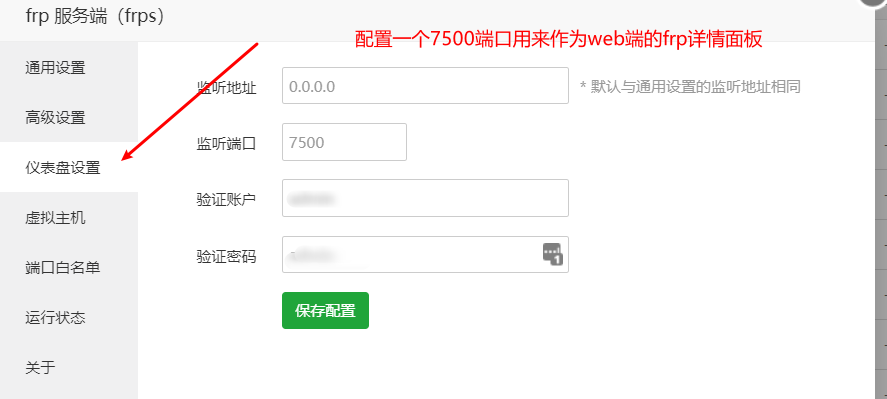 frp 服务端（frps）
配置一个7500端口用来作为web端的frp详情面板
通用设置
高级设置
仪表盘设置
虚拟主机
端口白名单
运行状态
关于
监听地址
0.0.0.0
* 默认与通用设置的监听地址相同
监听端口
7500
验证账户
验证密码
1
保存配置